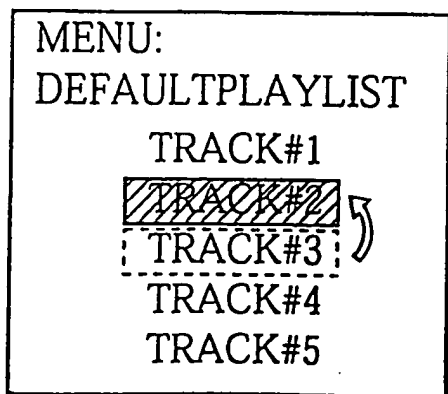 MENU:
DEFAULTPLAYLIST
TRACK#1
TRACK#2
TRACK#3
TRACK#4
TRACK#5